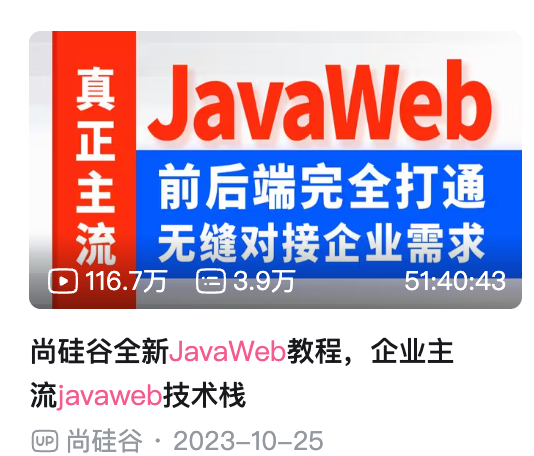 真正主流
JavaWeb
前后端完全打通
无缝对接企业需求
116.7万 3.9万 51:40:43
尚硅谷全新JavaWeb教程，企业主
流javaweb技术栈
UP 尚硅谷 · 2023-10-25